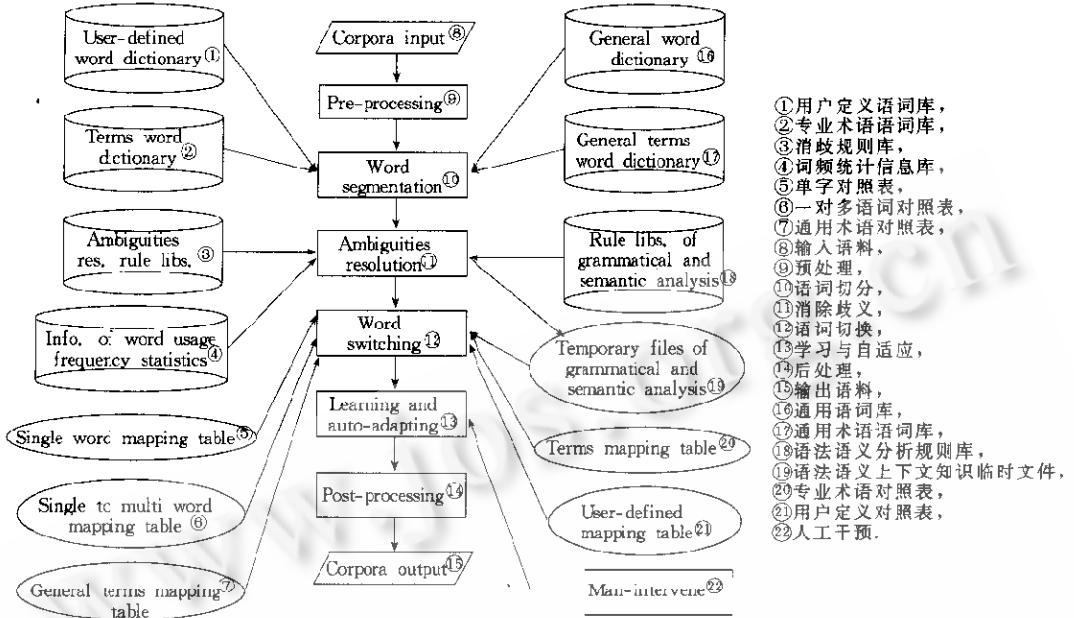 User-defined
word dictionary①
Corpora input⑧
General word
dictionary⑯
Pre-processing⑨
Terms word
dictionary②
Word
segmentation⑩
General terms
word dictionary⑰
Ambiguities
res. rule libs.③
Ambiguities
resolution⑪
Rule libs. of
grammatical and
semantic analysis⑱
Info. of word usage
frequency statistics④
Word
switching⑫
Temporary files of
grammatical and
semantic analysis⑲
Single word mapping table⑤
Learning and
auto-adapting⑬
Terms mapping table⑳
Single to multi word
mapping table⑥
Post-processing⑭
User-defined
mapping table㉑
General terms mapping⑦
table
Corpora output⑮
Man-intervene㉒
①用户定义语词库,
②专业术语语词库,
③消歧规则库,
④词频统计信息库,
⑤单字对照表,
⑥一对多语词对照表,
⑦通用术语对照表,
⑧输入语料,
⑨预处理,
⑩语词切分,
⑪消除歧义,
⑫语词切换,
⑬学习与自适应,
⑭后处理,
⑮输出语料,
⑯通用语词库,
⑰通用术语语词库,
⑱语法语义分析规则库,
⑲语法语义上下文知识临时文件,
⑳专业术语对照表,
㉑用户定义对照表,
㉒人工干预.
www.jos.org.cn